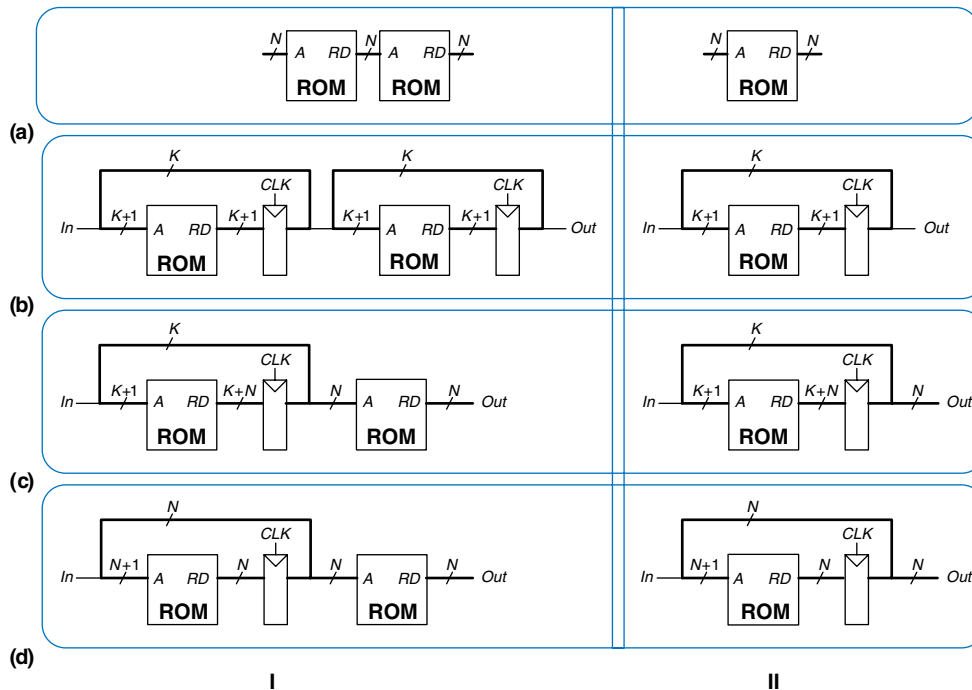 N N N N N
A RD A RD A RD
ROM ROM ROM
(a)
K K K
CLK CLK CLK
K+1 K+1 K+1 K+1 K+1 K+1
In A RD A RD Out In A RD Out
ROM ROM ROM
(b)
K K
CLK CLK
K+1 K+N N N K+1 K+N N
In A RD A RD Out In A RD Out
ROM ROM ROM
(c)
N N
CLK CLK
N+1 N N N N+1 N N
In A RD A RD Out In A RD Out
ROM ROM ROM
(d)
I II